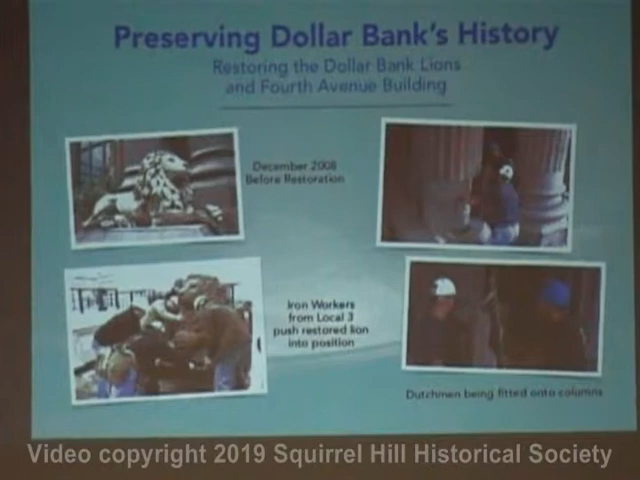 Preserving Dollar Bank's History
Restoring the Dollar Bank Lions
and Fourth Avenue Building
December 2008
Before Restoration
Iron Workers
from Local 3
push restored lion
into position
Dutchmen being fitted onto columns
Video copyright 2019 Squirrel Hill Historical Society